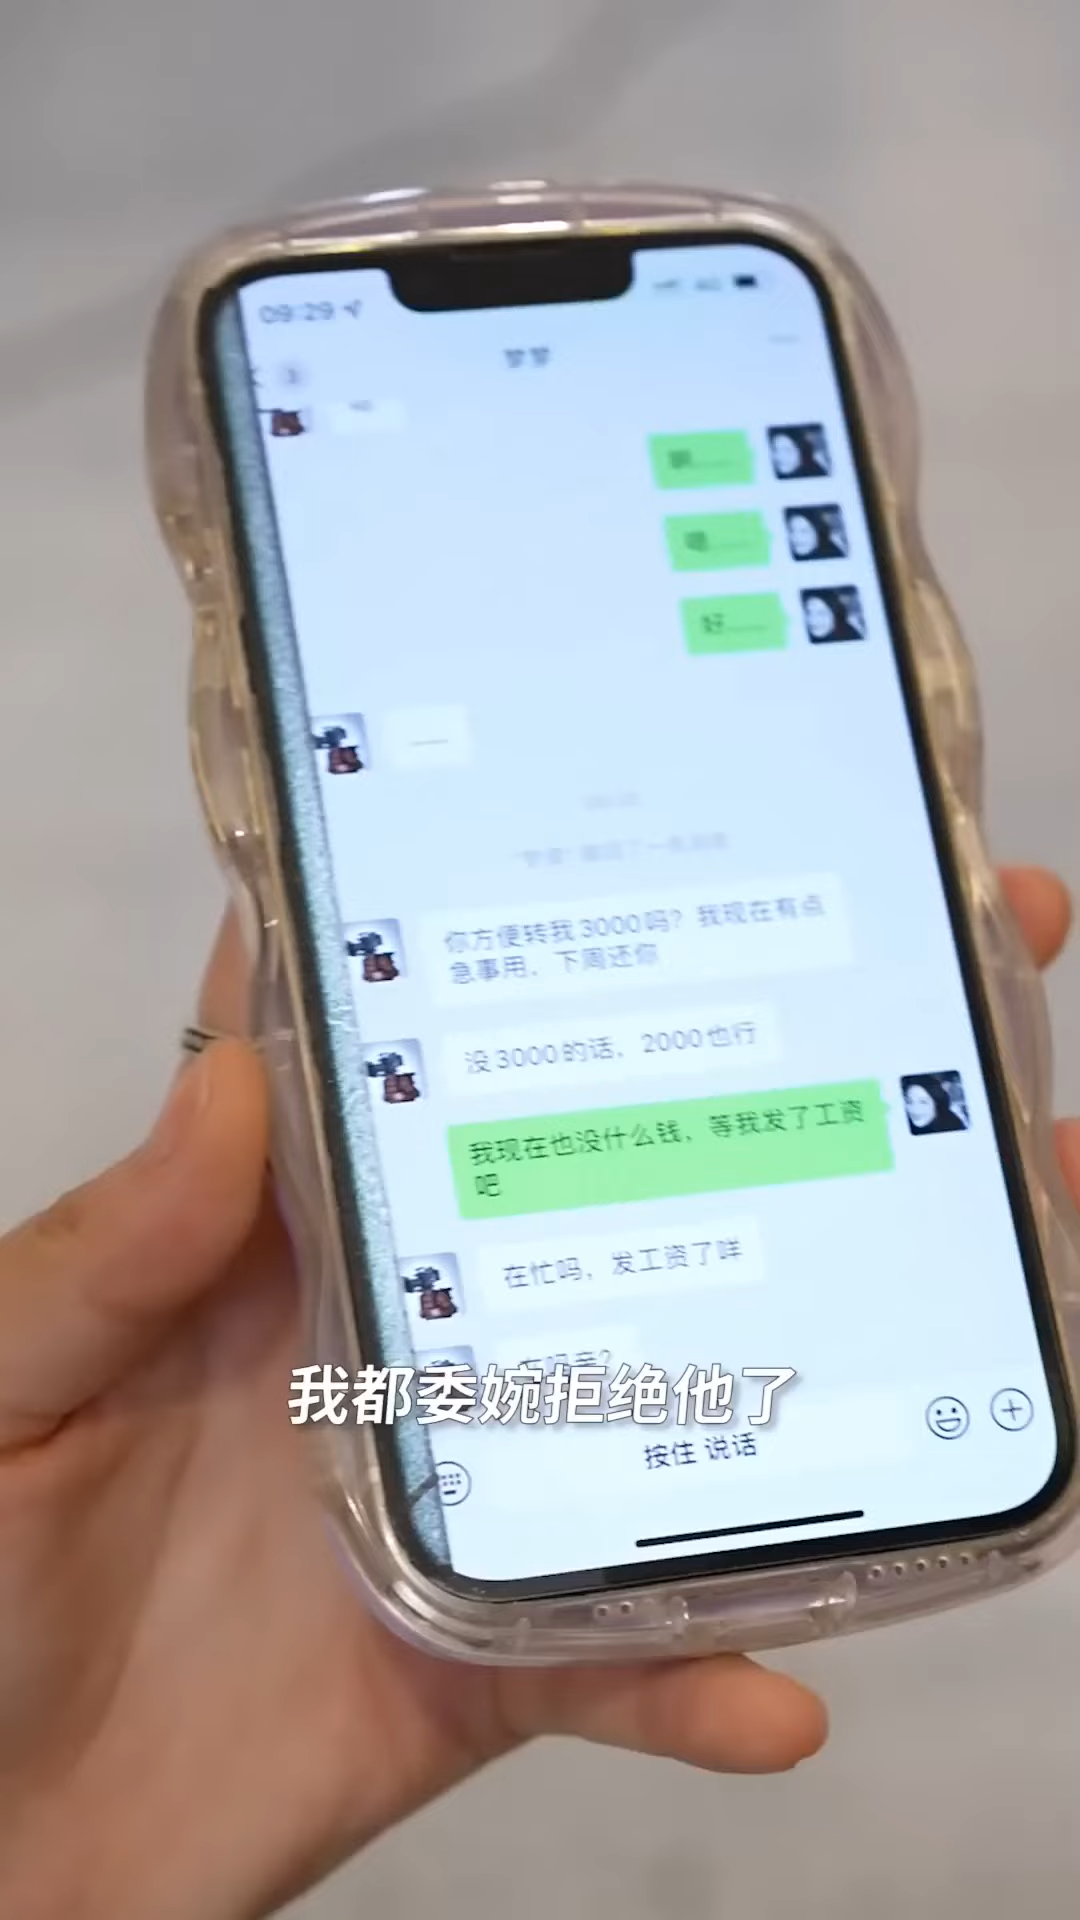 09:29
梦梦
嗯……
好……
你方便转我3000吗？我现在有点
急事用，下周还你
没3000的话，2000也行
我现在也没什么钱，等我发了工资
吧
在忙吗，发工资了咩
我都委婉拒绝他了
按住 说话